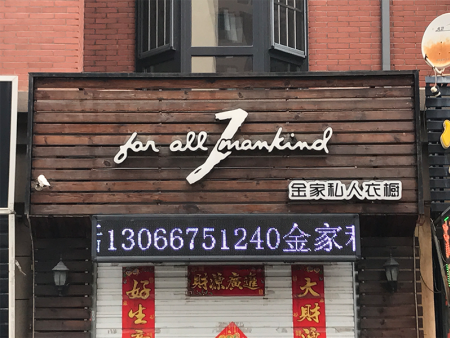 for all 7 mankind
金家私人衣橱
13066751240金家
財源廣進
好生
大財源